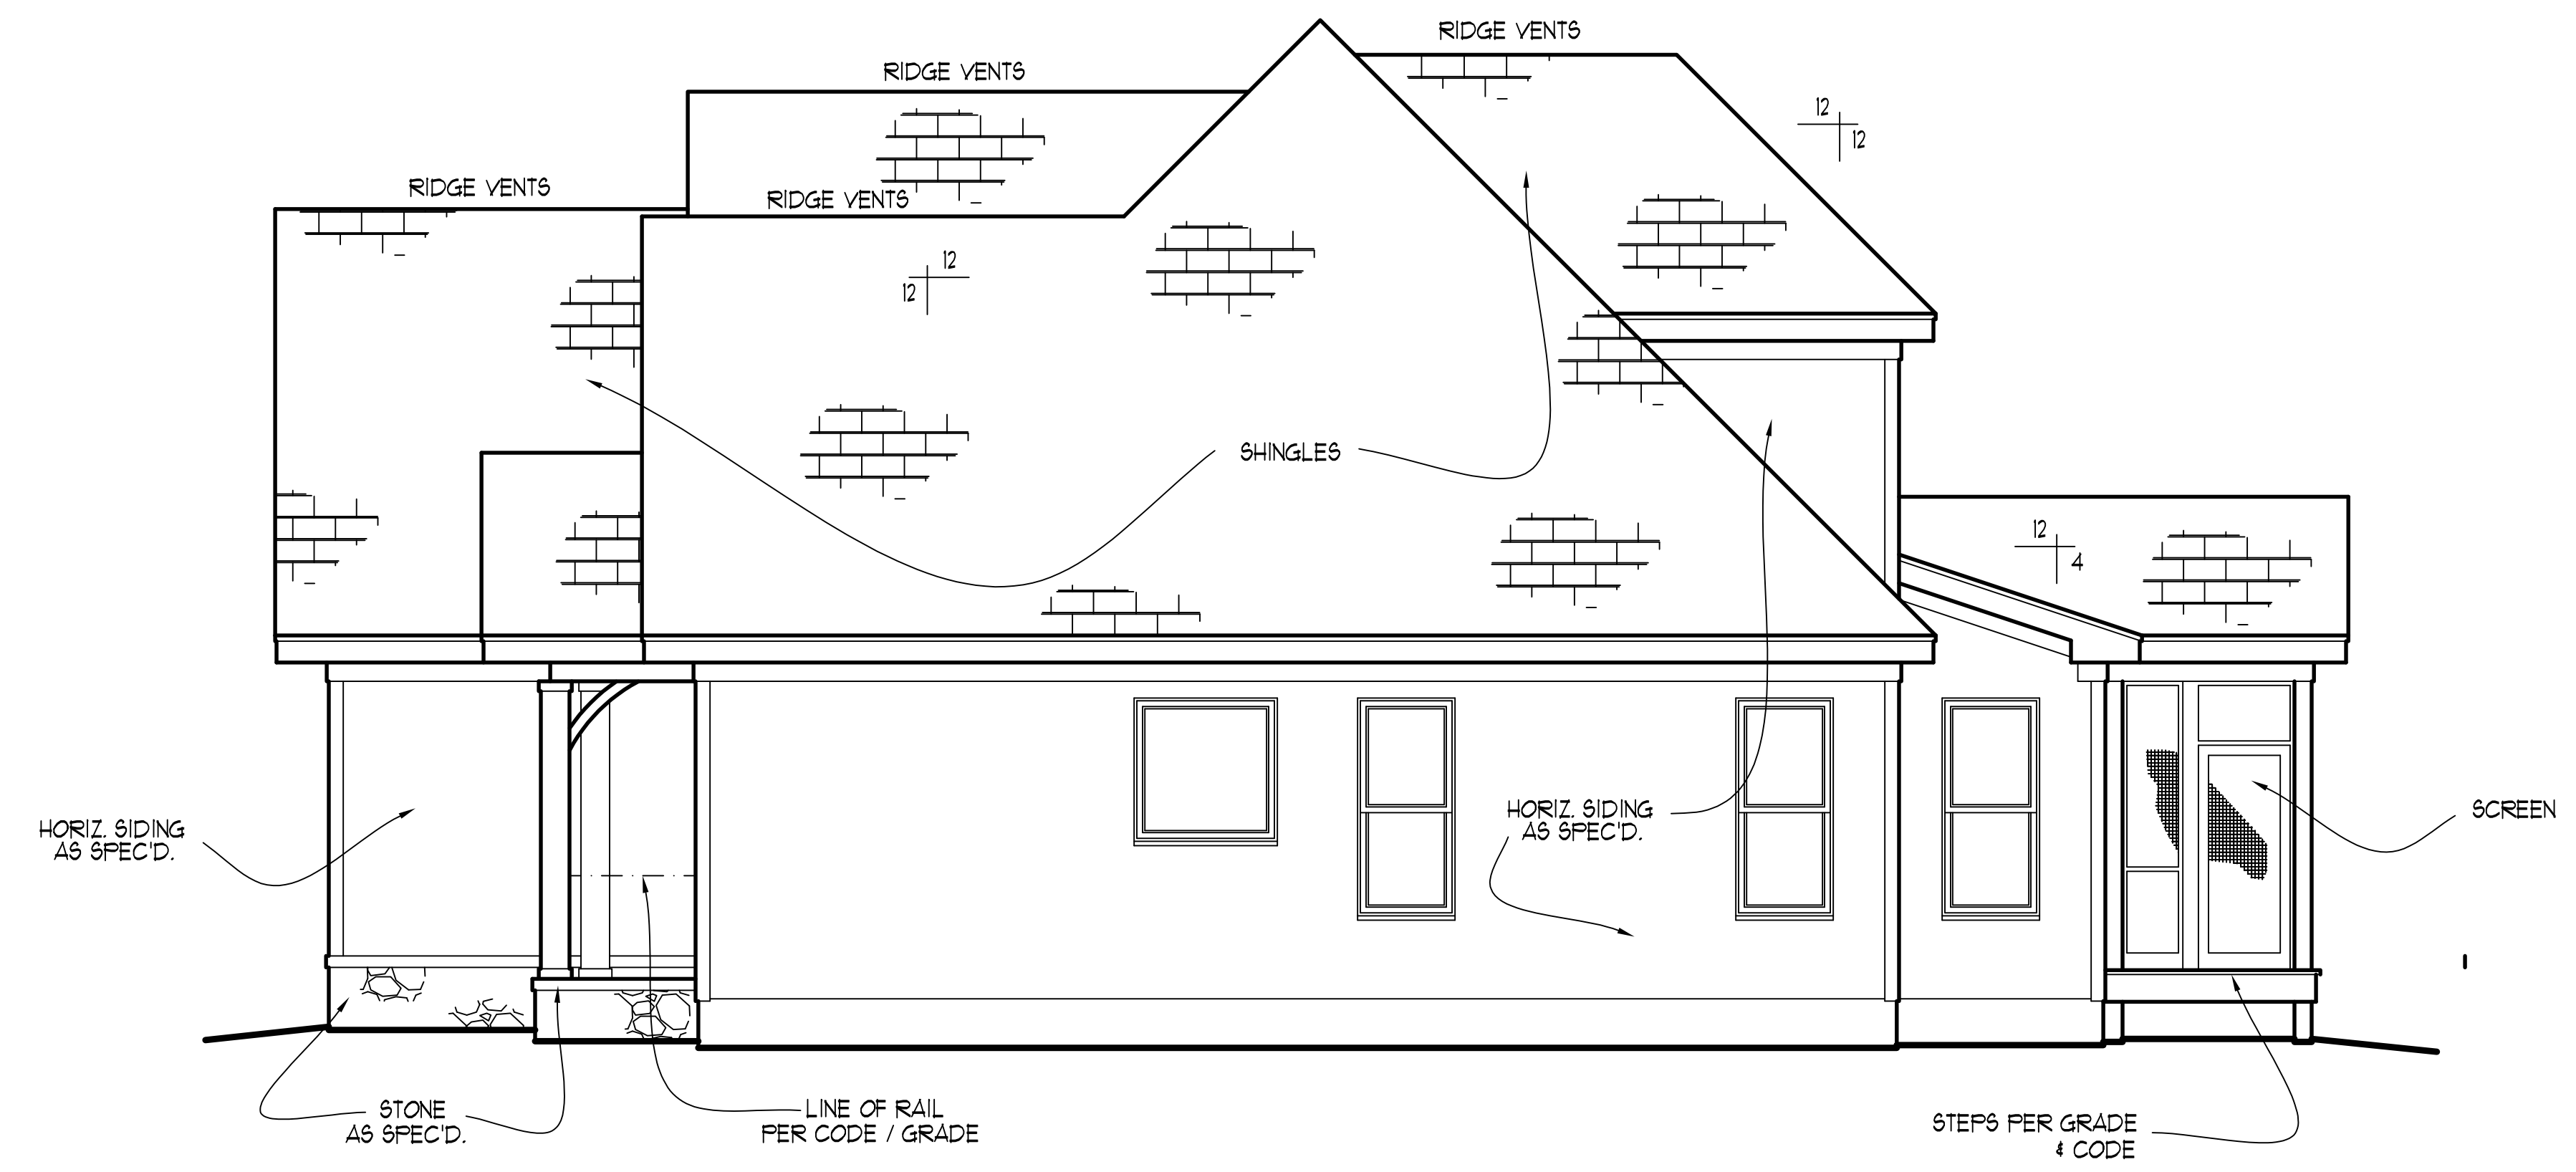 RIDGE VENTS
RIDGE VENTS
12
12
RIDGE VENTS
RIDGE VENTS
12
12
SHINGLES
12
4
HORIZ. SIDING
AS SPEC'D.
HORIZ. SIDING
AS SPEC'D.
SCREEN
STONE
AS SPEC'D.
LINE OF RAIL
PER CODE / GRADE
STEPS PER GRADE
& CODE